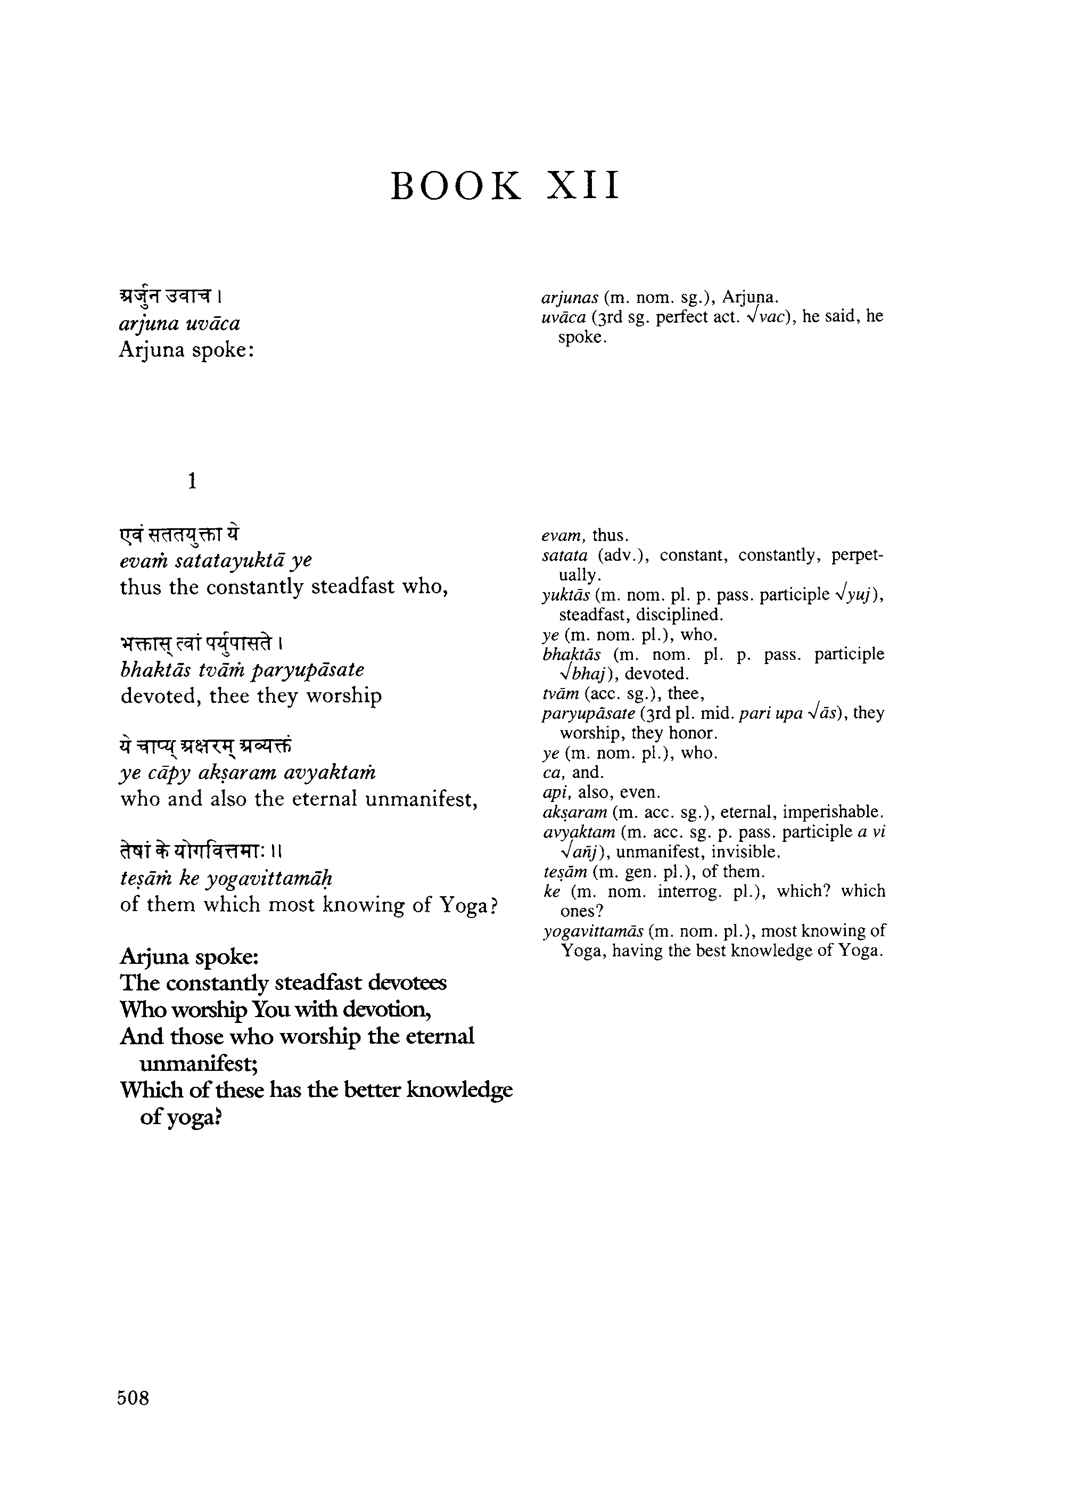 BOOK XII
अर्जुन उवाच ।
arjuna uvāca
Arjuna spoke:
arjunas (m. nom. sg.), Arjuna.
uvāca (3rd sg. perfect act. √vac), he said, he
spoke.
1
एवं सततयुक्ता ये
evaṁ satatayuktā ye
thus the constantly steadfast who,
भक्तास् त्वां पर्युपासते ।
bhaktās tvāṁ paryupāsate
devoted, thee they worship
ये चाप्य् अक्षरम् अव्यक्तं
ye cāpy akṣaram avyaktaṁ
who and also the eternal unmanifest,
तेषां के योगवित्तमाः ॥
teṣāṁ ke yogavittamāḥ
of them which most knowing of Yoga?
Arjuna spoke:
The constantly steadfast devotees
Who worship You with devotion,
And those who worship the eternal
unmanifest;
Which of these has the better knowledge
of yoga?
evam, thus.
satata (adv.), constant, constantly, perpet-
ually.
yuktās (m. nom. pl. p. pass. participle √yuj),
steadfast, disciplined.
ye (m. nom. pl.), who.
bhaktās (m. nom. pl. p. pass. participle
√bhaj), devoted.
tvām (acc. sg.), thee,
paryupāsate (3rd pl. mid. pari upa √ās), they
worship, they honor.
ye (m. nom. pl.), who.
ca, and.
api, also, even.
akṣaram (m. acc. sg.), eternal, imperishable.
avyaktam (m. acc. sg. p. pass. participle a vi
√añj), unmanifest, invisible.
teṣām (m. gen. pl.), of them.
ke (m. nom. interrog. pl.), which? which
ones?
yogavittamās (m. nom. pl.), most knowing of
Yoga, having the best knowledge of Yoga.
508